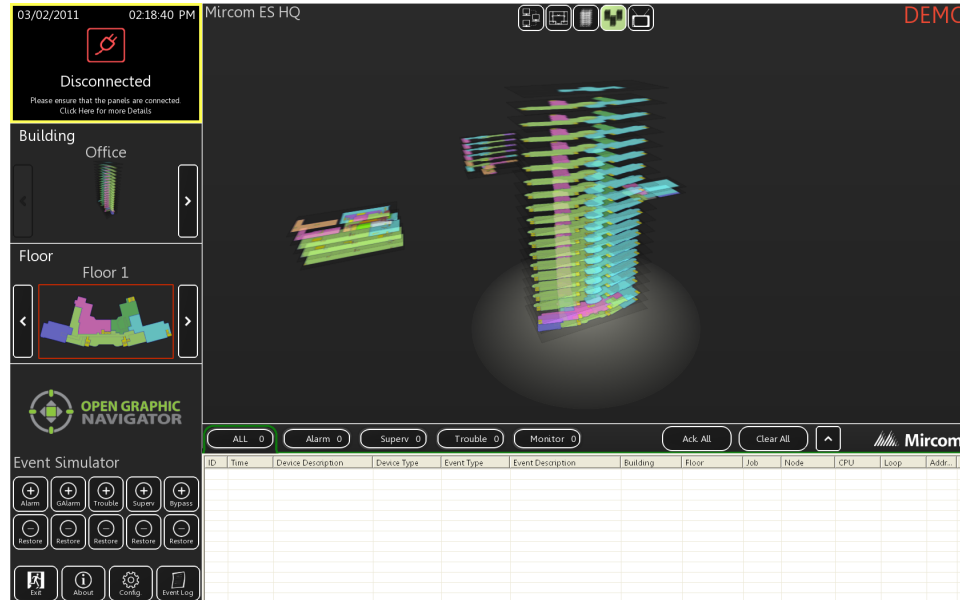 03/02/2011 02:18:40 PM
Disconnected
Please ensure that the panels are connected.
Click Here for more Details
Building
Office
Floor
Floor 1
OPEN GRAPHIC
NAVIGATOR
Event Simulator
Alarm GAlarm Trouble Superv Bypass
Restore Restore Restore Restore Restore
Exit About Config. Event Log
Mircom ES HQ
DEMO
ALL 0 Alarm 0 Superv 0 Trouble 0 Monitor 0 Ack. All Clear All Mircom
ID Time Device Description Device Type Event Type Event Description Building Floor Job Node CPU Loop Addr...